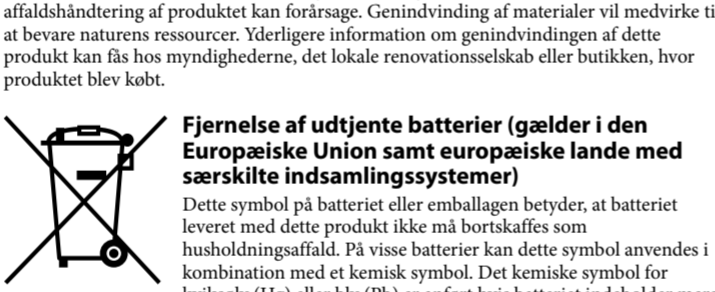 affaldshåndtering af produktet kan forårsage. Genindvinding af materialer vil medvirke ti
at bevare naturens ressourcer. Yderligere information om genindvindingen af dette
produkt kan fås hos myndighederne, det lokale renovationsselskab eller butikken, hvor
produktet blev købt.
Fjernelse af udtjente batterier (gælder i den
Europæiske Union samt europæiske lande med
særskilte indsamlingssystemer)
Dette symbol på batteriet eller emballagen betyder, at batteriet
leveret med dette produkt ikke må bortskaffes som
husholdningsaffald. På visse batterier kan dette symbol anvendes i
kombination med et kemisk symbol. Det kemiske symbol for